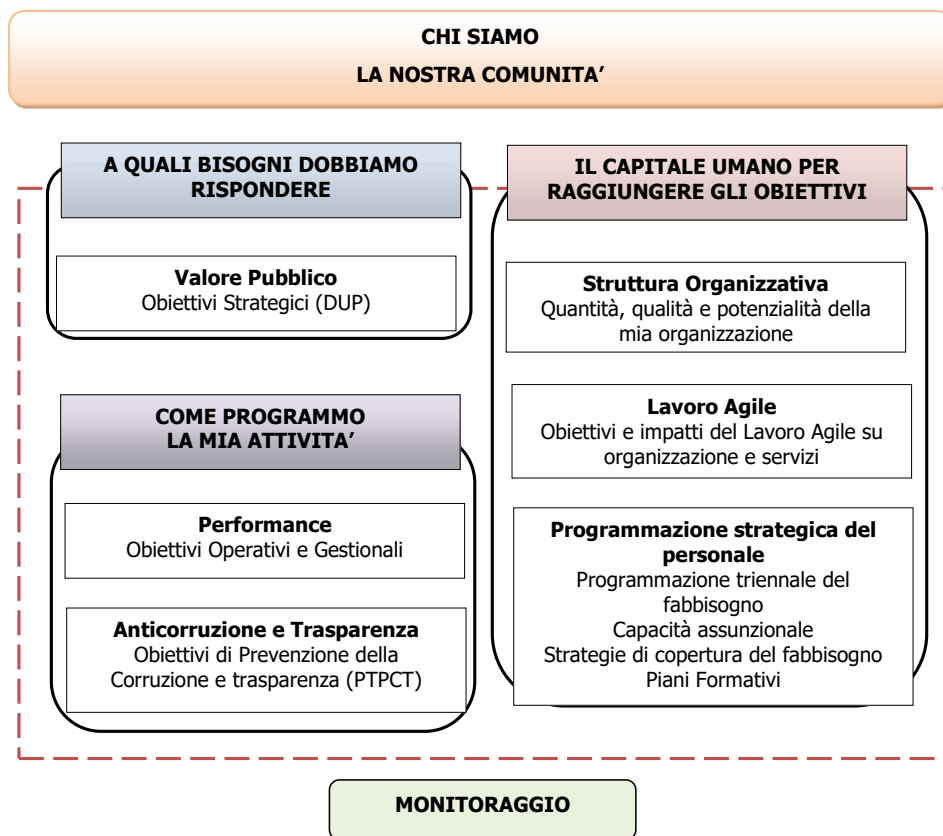 CHI SIAMO
LA NOSTRA COMUNITA’
A QUALI BISOGNI DOBBIAMO
RISPONDERE
Valore Pubblico
Obiettivi Strategici (DUP)
COME PROGRAMMO
LA MIA ATTIVITA’
Performance
Obiettivi Operativi e Gestionali
Anticorruzione e Trasparenza
Obiettivi di Prevenzione della
Corruzione e trasparenza (PTPCT)
IL CAPITALE UMANO PER
RAGGIUNGERE GLI OBIETTIVI
Struttura Organizzativa
Quantità, qualità e potenzialità della
mia organizzazione
Lavoro Agile
Obiettivi e impatti del Lavoro Agile su
organizzazione e servizi
Programmazione strategica del
personale
Programmazione triennale del
fabbisogno
Capacità assunzionale
Strategie di copertura del fabbisogno
Piani Formativi
MONITORAGGIO